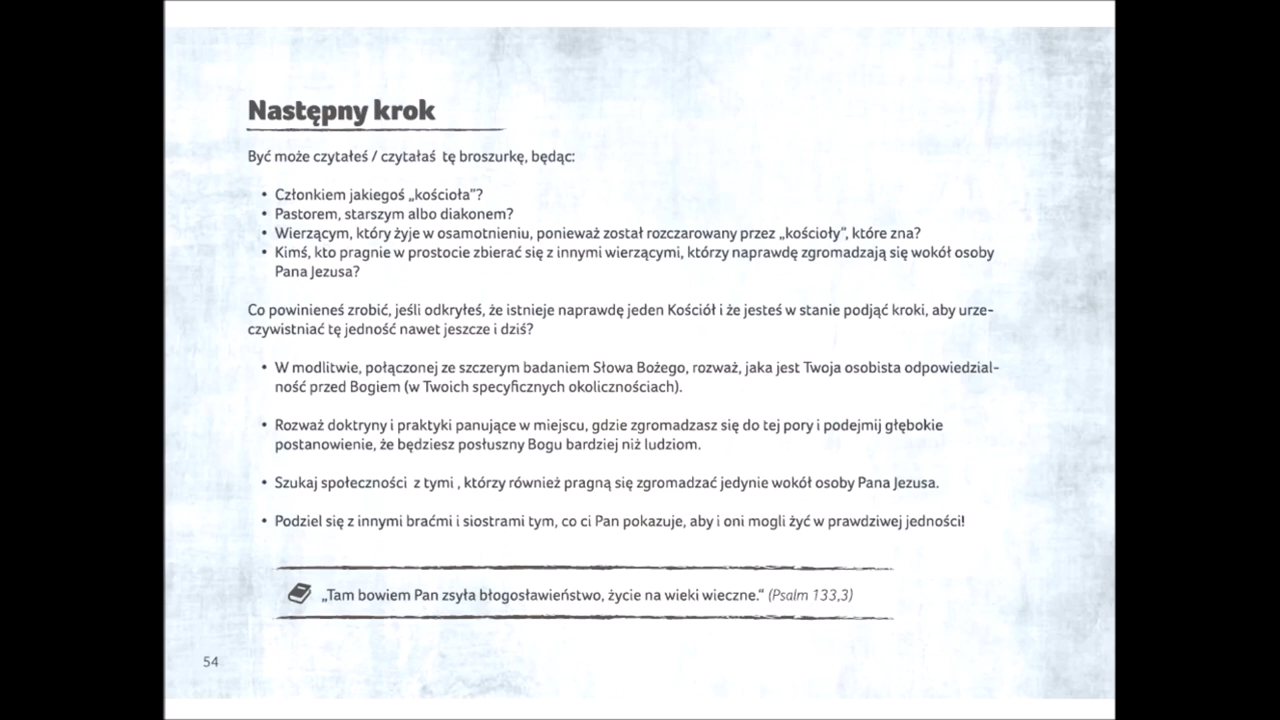 Następny krok
Być może czytałeś / czytałaś  tę broszurkę, będąc:
• Członkiem jakiegoś „kościoła”?
• Pastorem, starszym albo diakonem?
• Wierzącym, który żyje w osamotnieniu, ponieważ został rozczarowany przez „kościoły”, które zna?
• Kimś, kto pragnie w prostocie zbierać się z innymi wierzącymi, którzy naprawdę zgromadzają się wokół osoby
Pana Jezusa?
Co powinieneś zrobić, jeśli odkryłeś, że istnieje naprawdę jeden Kościół i że jesteś w stanie podjąć kroki, aby urze-
czywistniać tę jedność nawet jeszcze i dziś?
• W modlitwie, połączonej ze szczerym badaniem Słowa Bożego, rozważ, jaka jest Twoja osobista odpowiedzial-
ność przed Bogiem (w Twoich specyficznych okolicznościach).
• Rozważ doktryny i praktyki panujące w miejscu, gdzie zgromadzasz się do tej pory i podejmij głębokie
postanowienie, że będziesz posłuszny Bogu bardziej niż ludziom.
• Szukaj społeczności  z tymi , którzy również pragną się zgromadzać jedynie wokół osoby Pana Jezusa.
• Podziel się z innymi braćmi i siostrami tym, co ci Pan pokazuje, aby i oni mogli żyć w prawdziwej jedności!
„Tam bowiem Pan zsyła błogosławieństwo, życie na wieki wieczne.“ (Psalm 133,3)
54